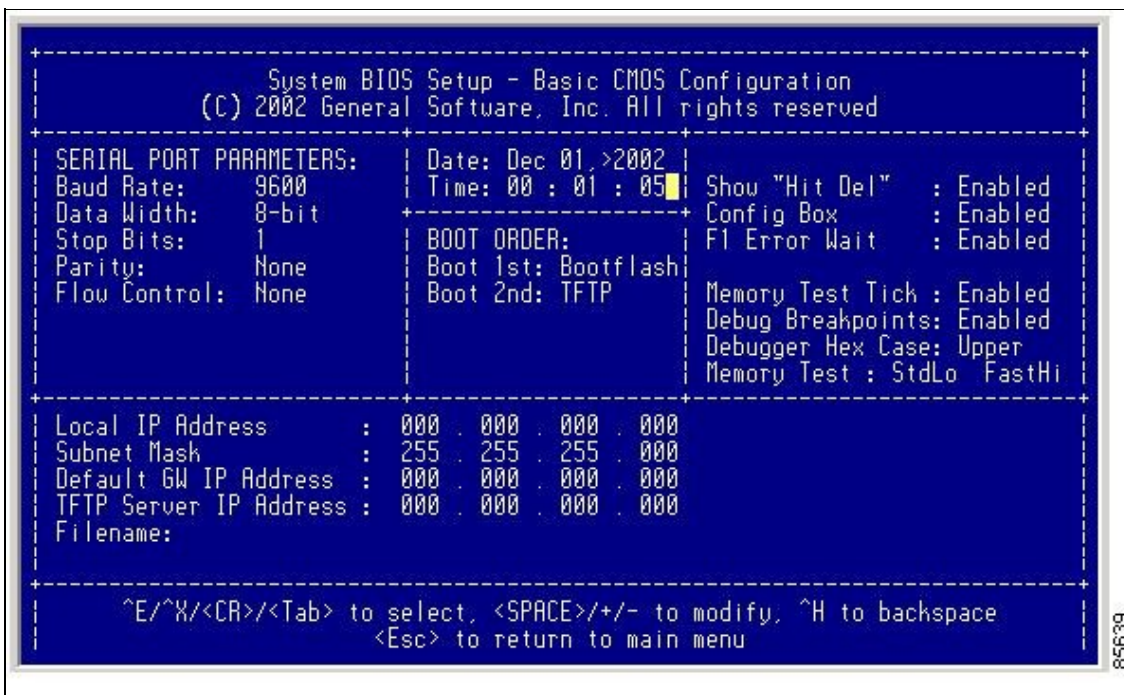 System BIOS Setup - Basic CMOS Configuration
(C) 2002 General Software, Inc. All rights reserved
SERIAL PORT PARAMETERS:
Baud Rate: 9600
Data Width: 8-bit
Stop Bits: 1
Parity: None
Flow Control: None
Date: Dec 01,>2002
Time: 00 : 01 : 05
BOOT ORDER:
Boot 1st: Bootflash
Boot 2nd: TFTP
Show "Hit Del" : Enabled
Config Box : Enabled
F1 Error Wait : Enabled
Memory Test Tick : Enabled
Debug Breakpoints: Enabled
Debugger Hex Case: Upper
Memory Test : StdLo FastHi
Local IP Address : 000 . 000 . 000 . 000
Subnet Mask : 255 . 255 . 255 . 000
Default GW IP Address : 000 . 000 . 000 . 000
TFTP Server IP Address : 000 . 000 . 000 . 000
Filename:
^E/^X/<CR>/<Tab> to select, <SPACE>/+/- to modify, ^H to backspace
<Esc> to return to main menu
85639